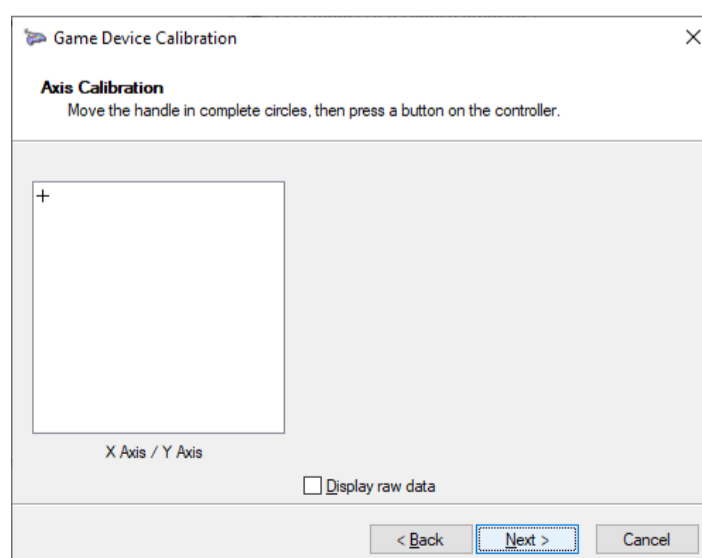 Game Device Calibration
Axis Calibration
Move the handle in complete circles, then press a button on the controller.
X Axis / Y Axis
Display raw data
< Back Next > Cancel